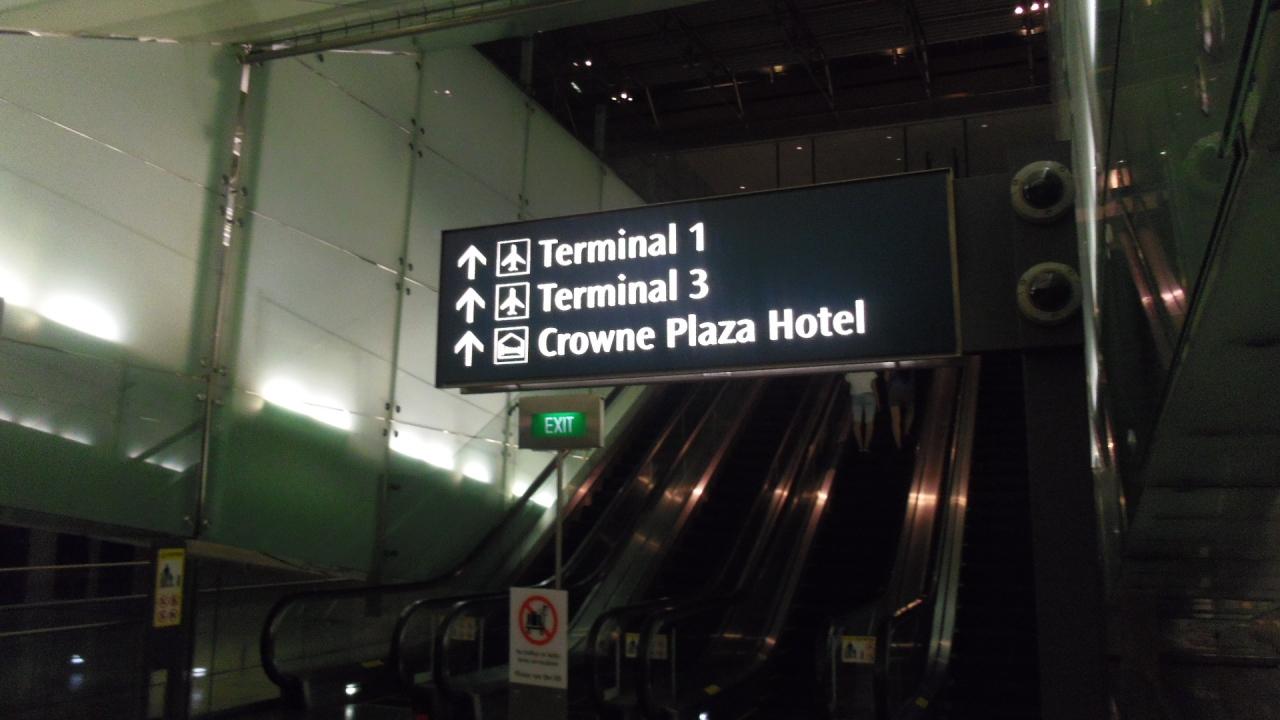 Terminal 1
Terminal 3
Crowne Plaza Hotel
EXIT